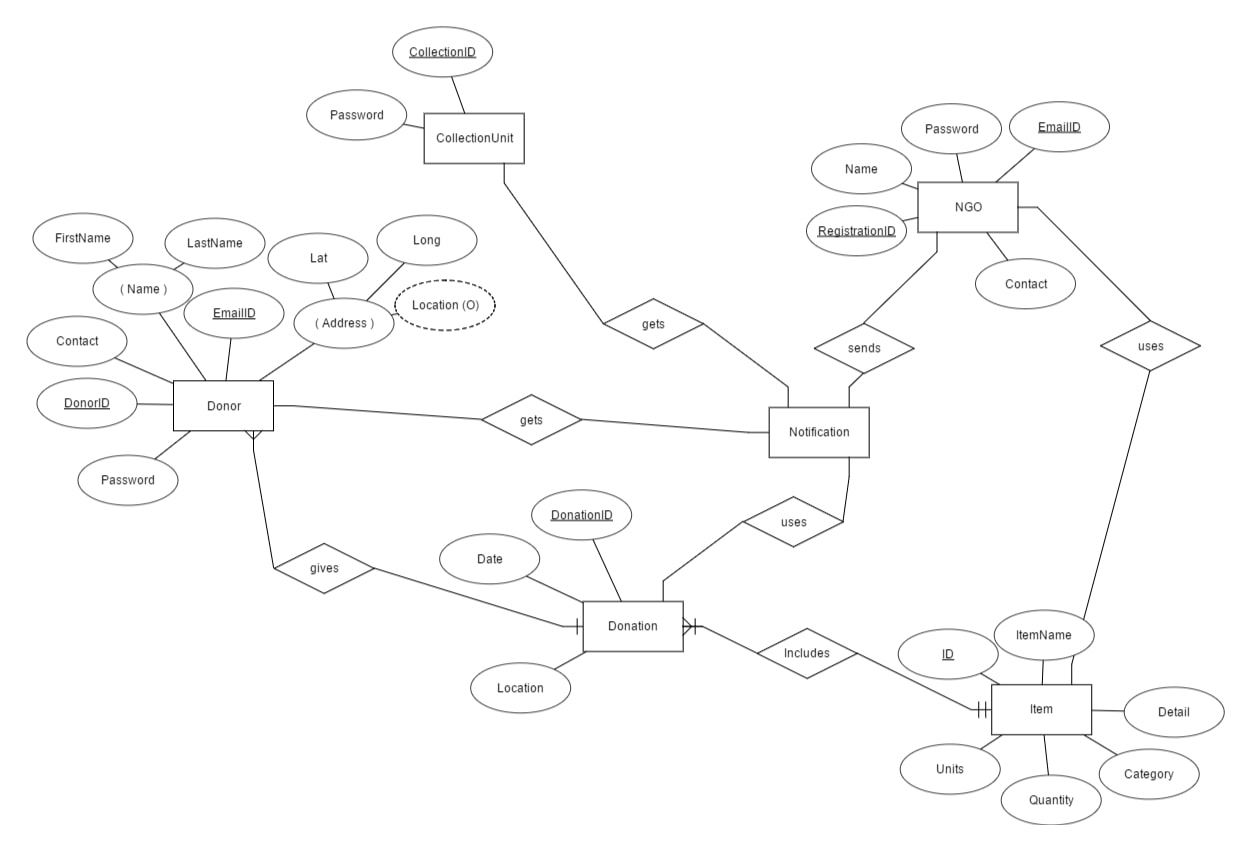 CollectionID
Password
CollectionUnit
Password
EmailID
Name
NGO
RegistrationID
Contact
FirstName
LastName
( Name )
Lat
Long
Location (O)
( Address )
EmailID
Contact
DonorID
Donor
Password
gets
sends
uses
gets
Notification
DonationID
uses
Date
gives
Donation
Location
Includes
ID
ItemName
Item
Detail
Units
Category
Quantity